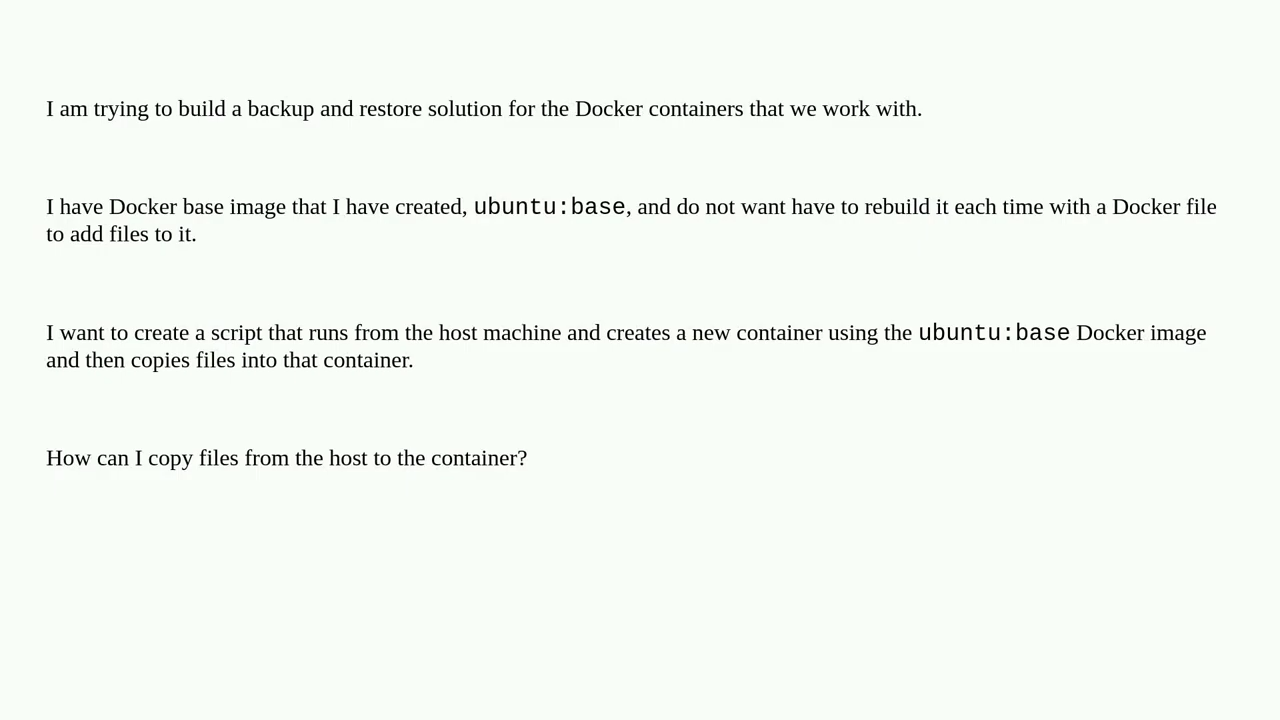 I am trying to build a backup and restore solution for the Docker containers that we work with.
I have Docker base image that I have created, ubuntu:base, and do not want have to rebuild it each time with a Docker file
to add files to it.
I want to create a script that runs from the host machine and creates a new container using the ubuntu:base Docker image
and then copies files into that container.
How can I copy files from the host to the container?